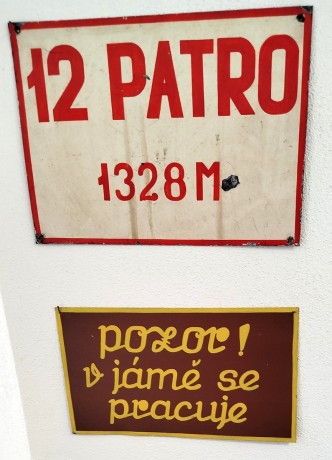 12 PATRO
1328 M
pozor!
v jámě se
pracuje